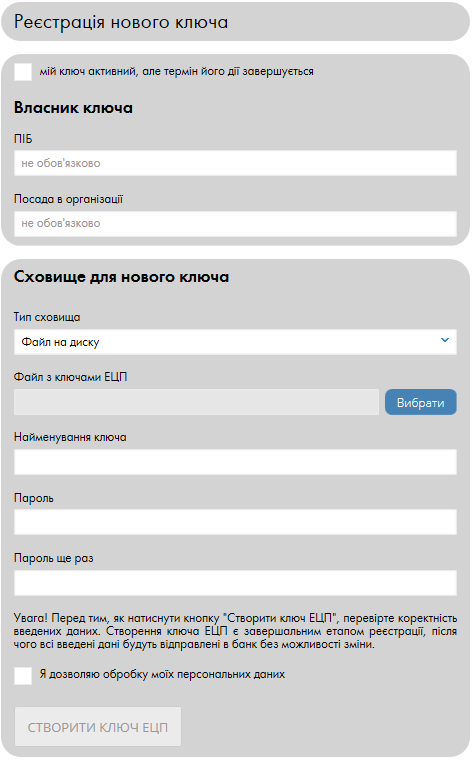 Реєстрація нового ключа
мій ключ активний, але термін його дії завершується
Власник ключа
ПІБ
не обов'язково
Посада в організації
не обов'язково
Сховище для нового ключа
Тип сховища
Файл на диску
Файл з ключами ЕЦП
Вибрати
Найменування ключа
Пароль
Пароль ще раз
Увага! Перед тим, як натиснути кнопку "Створити ключ ЕЦП", перевірте коректність
введених даних. Створення ключа ЕЦП є завершальним етапом реєстрації, після
чого всі введені дані будуть відправлені в банк без можливості зміни.
Я дозволяю обробку моїх персональних даних
СТВОРИТИ КЛЮЧ ЕЦП